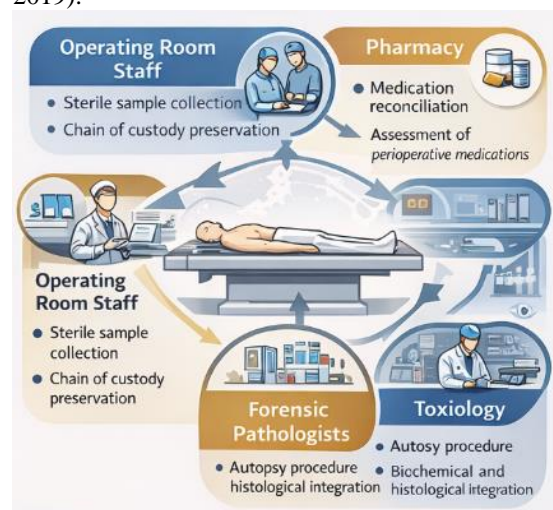 2019).
Operating Room
Staff
• Sterile sample collection
• Chain of custody preservation
Pharmacy
• Medication
reconciliation
Assessment of
perioperative medications
Operating
Room Staff
• Sterile sample
collection
• Chain of custody
preservation
Forensic
Pathologists
• Autopsy procedure
histological integration
Toxiology
• Autosy procedure
• Biochemical and
histological integration